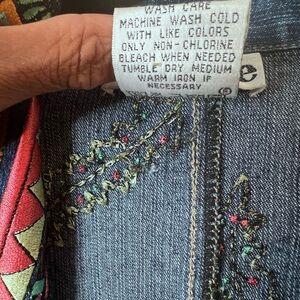 WASH CARE
MACHINE WASH COLD
WITH LIKE COLORS
ONLY NON-CHLORINE
BLEACH WHEN NEEDED
TUMBLE DRY MEDIUM
WARM IRON IF
NECESSARY
e